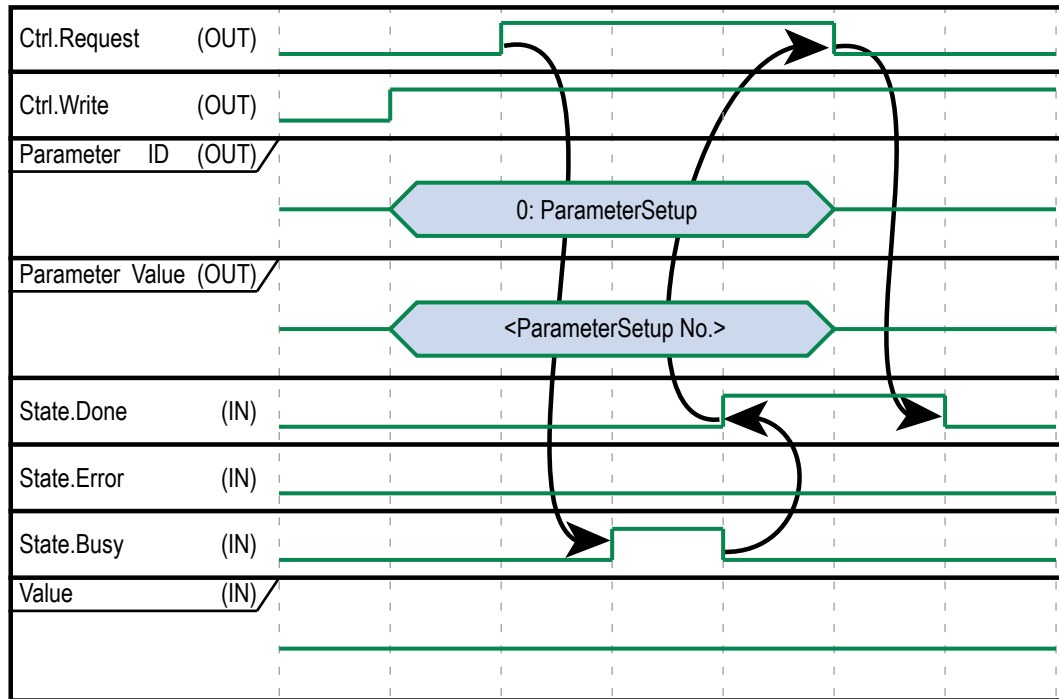 Ctrl.Request (OUT)
Ctrl.Write (OUT)
Parameter ID (OUT)
0: ParameterSetup
Parameter Value (OUT)
<ParameterSetup No.>
State.Done (IN)
State.Error (IN)
State.Busy (IN)
Value (IN)